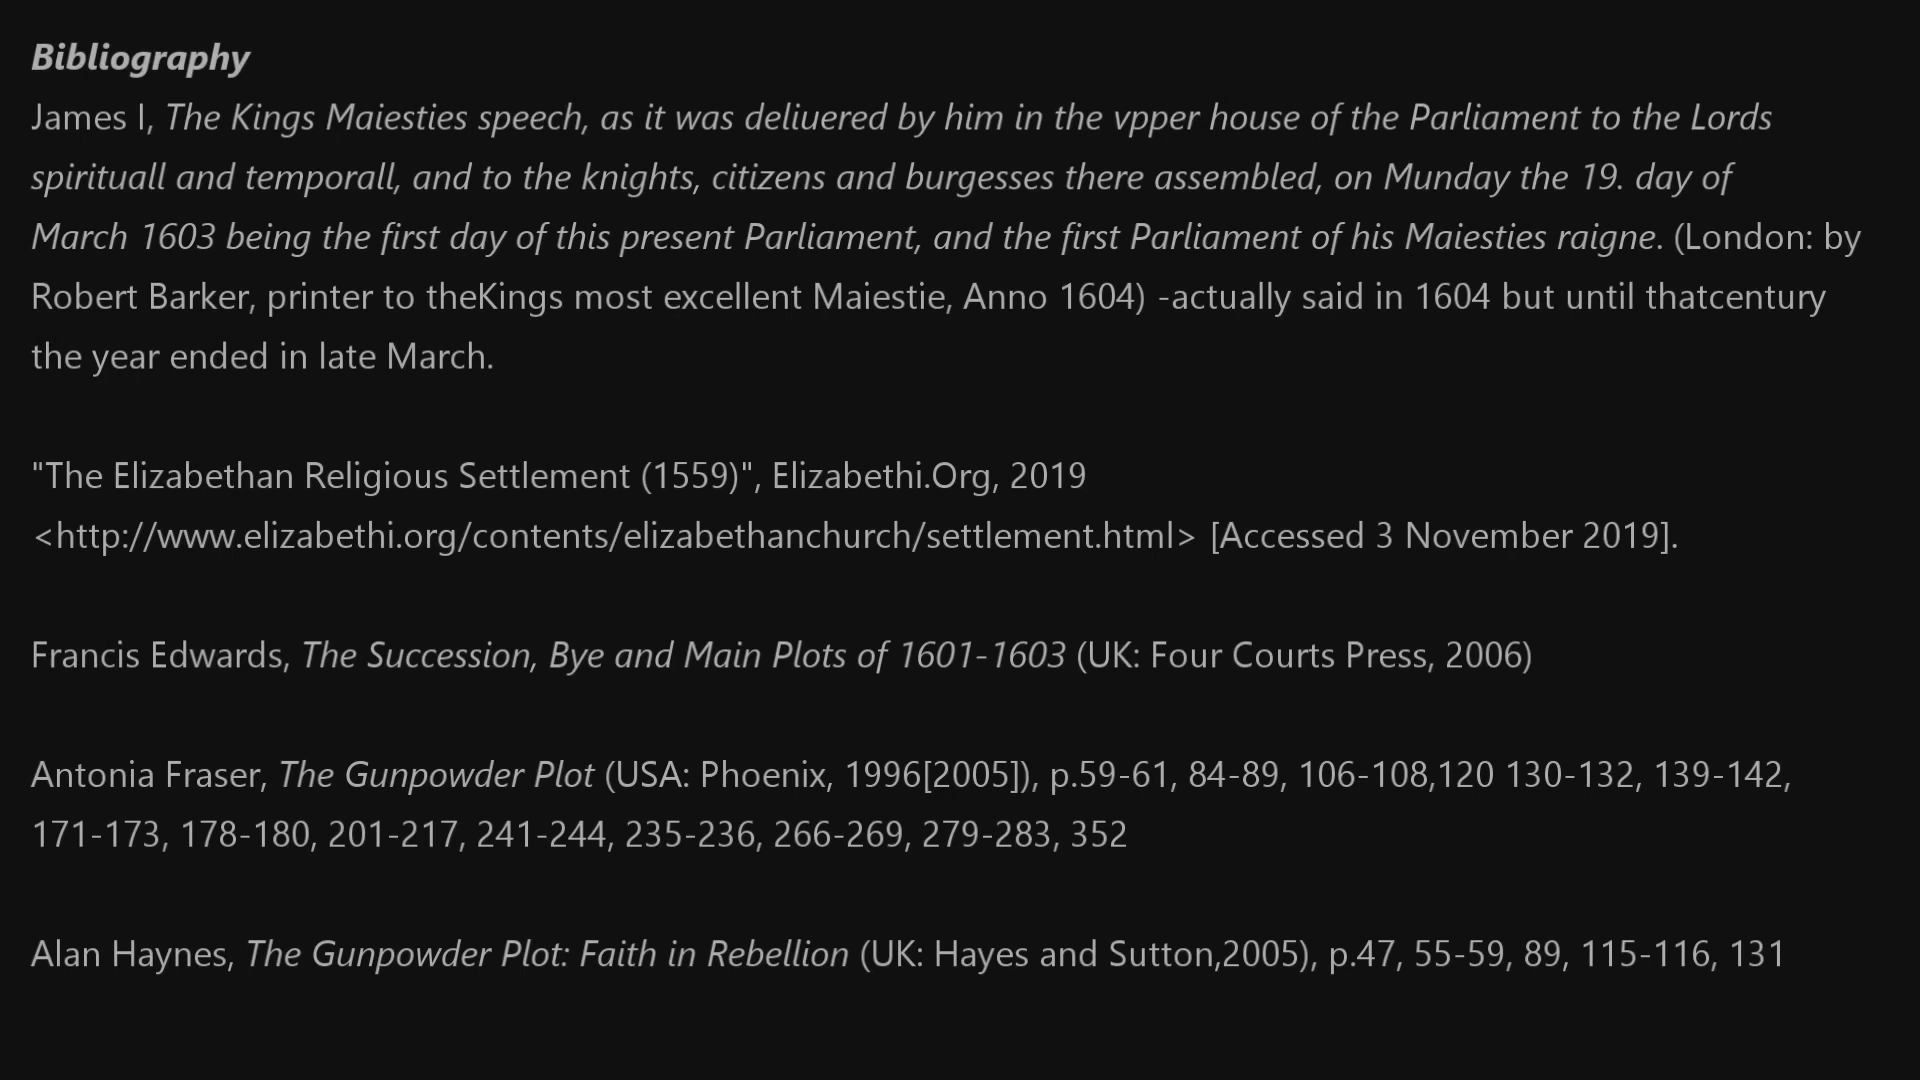 Bibliography
James I, The Kings Maiesties speech, as it was deliuered by him in the vpper house of the Parliament to the Lords
spirituall and temporall, and to the knights, citizens and burgesses there assembled, on Munday the 19. day of
March 1603 being the first day of this present Parliament, and the first Parliament of his Maiesties raigne. (London: by
Robert Barker, printer to theKings most excellent Maiestie, Anno 1604) -actually said in 1604 but until thatcentury
the year ended in late March.
"The Elizabethan Religious Settlement (1559)", Elizabethi.Org, 2019
<http://www.elizabethi.org/contents/elizabethanchurch/settlement.html> [Accessed 3 November 2019].
Francis Edwards, The Succession, Bye and Main Plots of 1601-1603 (UK: Four Courts Press, 2006)
Antonia Fraser, The Gunpowder Plot (USA: Phoenix, 1996[2005]), p.59-61, 84-89, 106-108,120 130-132, 139-142,
171-173, 178-180, 201-217, 241-244, 235-236, 266-269, 279-283, 352
Alan Haynes, The Gunpowder Plot: Faith in Rebellion (UK: Hayes and Sutton,2005), p.47, 55-59, 89, 115-116, 131